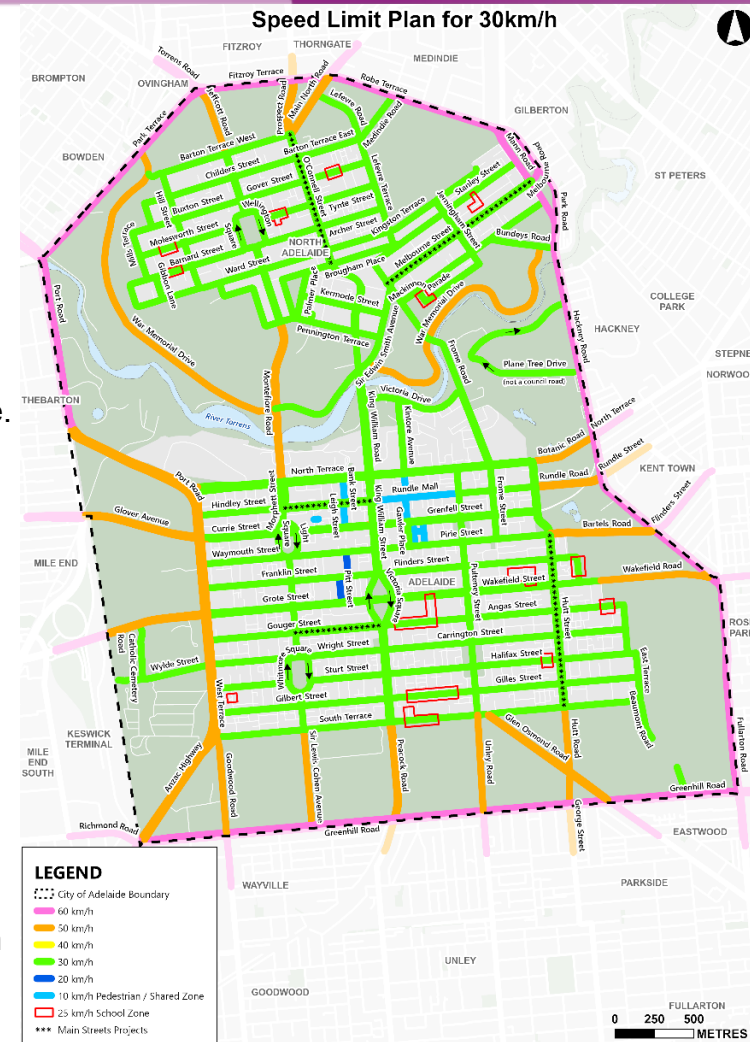 Speed Limit Plan for 30km/h
FITZROY
THORNGATE
MEDINDIE
BROMPTON
OVINGHAM
GILBERTON
BOWDEN
ST PETERS
Torrens Road
Fitzroy Terrace
Robe Terrace
Jeffcott Road
Prospect Road
Main North Road
Lefevre Road
Medindie Road
Park Terrace
Mann Road
Park Road
Barton Terrace West
Barton Terrace East
Childers Street
O'Connell Street
Lefevre Terrace
Stanley Street
Gover Street
Buxton Street
Hill Street
Wellington
Square
Tynte Street
Jerningham Street
Archer Street
Kingston Terrace
Mills Terrace
Molesworth Street
Barnard Street
NORTH
ADELAIDE
Melbourne Street
Bundeys Road
Ward Street
Brougham Place
Gibbon Lane
Palmer Place
Kermode Street
Mackinnon Parade
War Memorial Drive
Port Road
COLLEGE
PARK
HACKNEY
Hackney Road
War Memorial Drive
Pennington Terrace
Sir Edwin Smith Avenue
Frome Road
Plane Tree Drive
(not a council road)
STEPNE
NORWOO
THEBARTON
Montefiore Road
Victoria Drive
River Torrens
King William Road
Kintore Avenue
North Terrace
Botanic Road
Rundle Street
KENT TOWN
Port Road
North Terrace
Bank Street
Rundle Mall
Rundle Road
Hindley Street
Morphett Street
Leigh Street
King William Street
Gawler Place
Grenfell Street
Frome Street
Flinders Street
Glover Avenue
Currie Street
Light
Square
Pirie Street
Bartels Road
Waymouth Street
MILE END
Franklin Street
Pitt Street
Flinders Street
ADELAIDE
Wakefield Street
Wakefield Road
Grote Street
Victoria Square
Pulteney Street
Angas Street
Hutt Street
Gouger Street
Carrington Street
ROS
PAR
Catholic Cemetery
Road
Wylde Street
Whitmore
Square
Wright Street
Halifax Street
Sturt Street
Gilles Street
East Terrace
West Terrace
Gilbert Street
South Terrace
Beaumont Road
KESWICK
TERMINAL
MILE
END
SOUTH
Anzac Highway
Goodwood Road
Sir Lewis Cohen Avenue
Peacock Road
Unley Road
Glen Osmond Road
Hutt Road
Fullarton Road
Greenhill Road
Richmond Road
Greenhill Road
George Street
EASTWOOD
LEGEND
City of Adelaide Boundary
60 km/h
50 km/h
40 km/h
30 km/h
20 km/h
10 km/h Pedestrian / Shared Zone
25 km/h School Zone
*** Main Streets Projects
WAYVILLE
PARKSIDE
UNLEY
GOODWOOD
FULLARTON
0 250 500
METRES